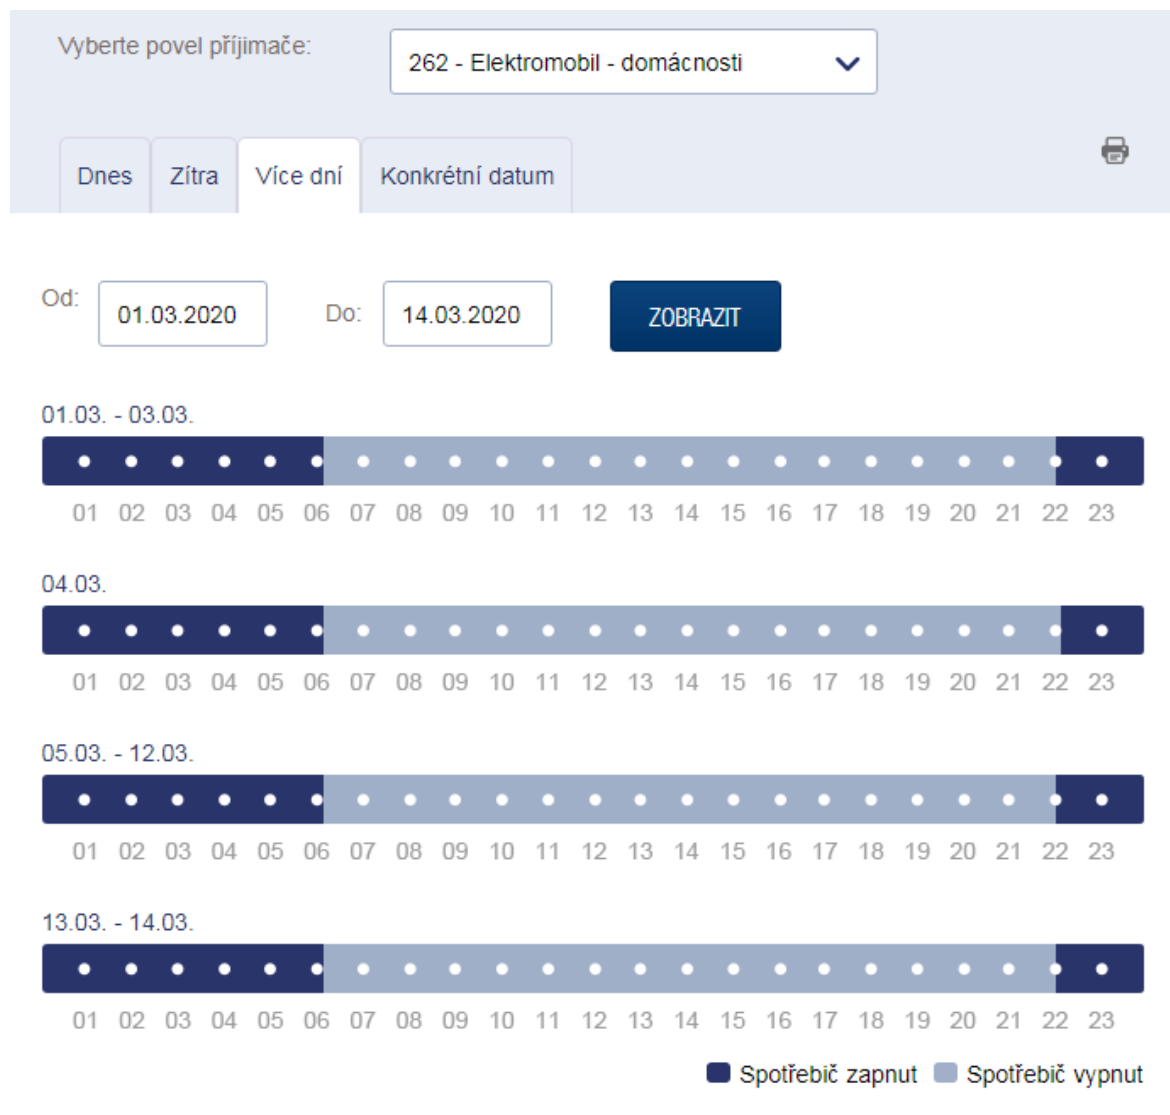 Vyberte povel příjimače:
262 - Elektromobil - domácnosti
Dnes Zítra Více dní Konkrétní datum
Od: 01.03.2020 Do: 14.03.2020 ZOBRAZIT
01.03. - 03.03.
01 02 03 04 05 06 07 08 09 10 11 12 13 14 15 16 17 18 19 20 21 22 23
04.03.
01 02 03 04 05 06 07 08 09 10 11 12 13 14 15 16 17 18 19 20 21 22 23
05.03. - 12.03.
01 02 03 04 05 06 07 08 09 10 11 12 13 14 15 16 17 18 19 20 21 22 23
13.03. - 14.03.
01 02 03 04 05 06 07 08 09 10 11 12 13 14 15 16 17 18 19 20 21 22 23
Spotřebič zapnut Spotřebič vypnut